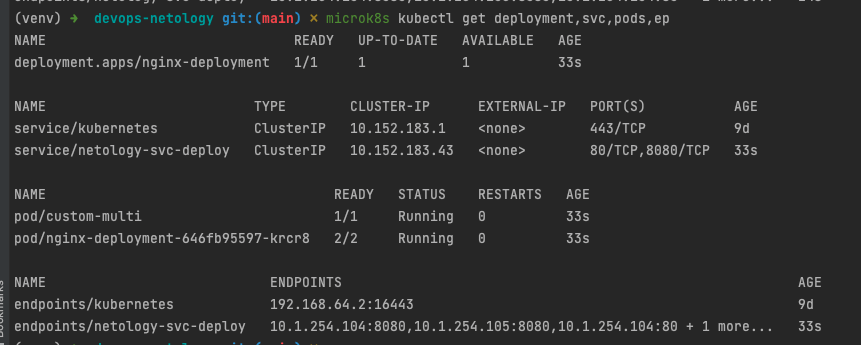 (venv) → devops-netology git:(main) × microk8s kubectl get deployment,svc,pods,ep
NAME READY UP-TO-DATE AVAILABLE AGE
deployment.apps/nginx-deployment 1/1 1 1 33s
NAME TYPE CLUSTER-IP EXTERNAL-IP PORT(S) AGE
service/kubernetes ClusterIP 10.152.183.1 <none> 443/TCP 9d
service/netology-svc-deploy ClusterIP 10.152.183.43 <none> 80/TCP,8080/TCP 33s
NAME READY STATUS RESTARTS AGE
pod/custom-multi 1/1 Running 0 33s
pod/nginx-deployment-646fb95597-krcr8 2/2 Running 0 33s
NAME ENDPOINTS AGE
endpoints/kubernetes 192.168.64.2:16443 9d
endpoints/netology-svc-deploy 10.1.254.104:8080,10.1.254.105:8080,10.1.254.104:80 + 1 more... 33s